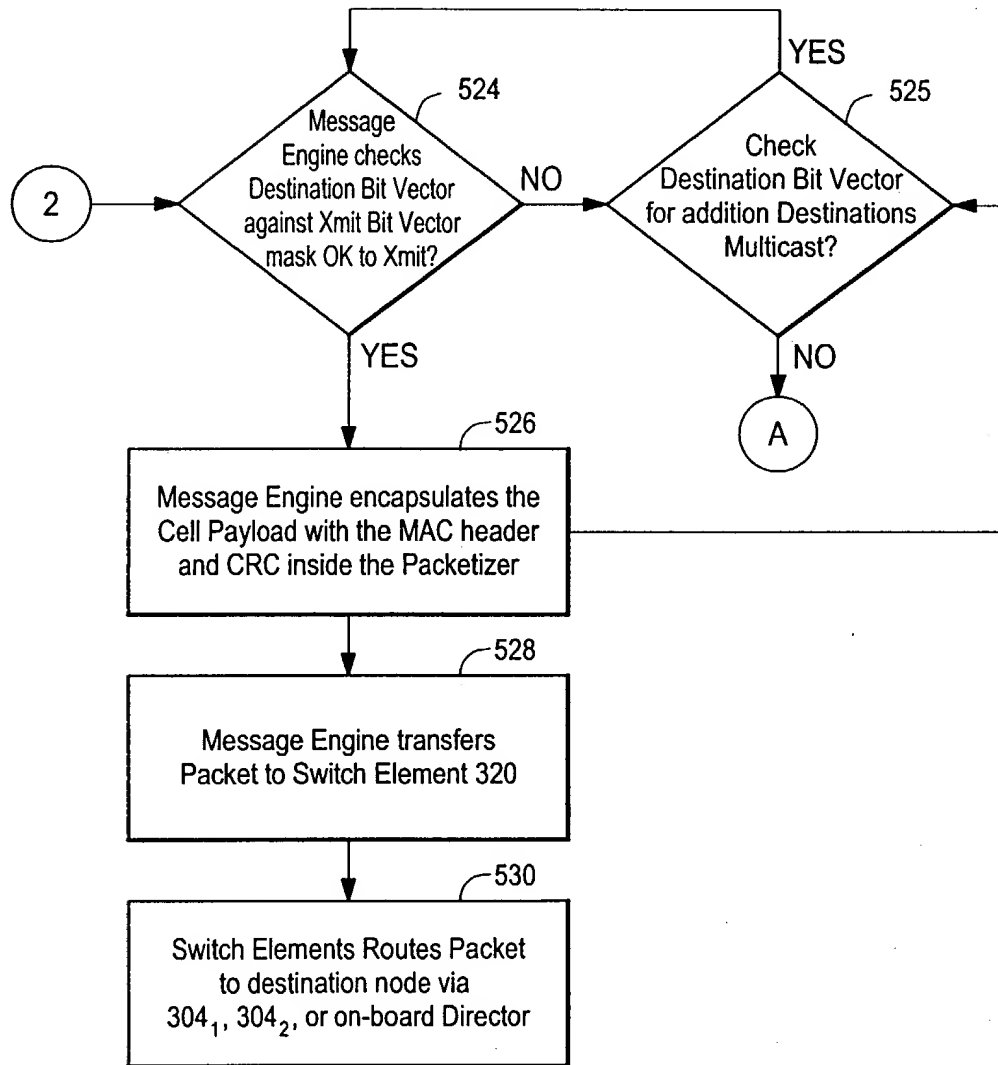 YES
524
525
Message
Engine checks
Destination Bit Vector
against Xmit Bit Vector
mask OK to Xmit?
Check
Destination Bit Vector
for addition Destinations
Multicast?
2
NO
YES
NO
A
526
Message Engine encapsulates the
Cell Payload with the MAC header
and CRC inside the Packetizer
528
Message Engine transfers
Packet to Switch Element 320
530
Switch Elements Routes Packet
to destination node via
304₁, 304₂, or on-board Director